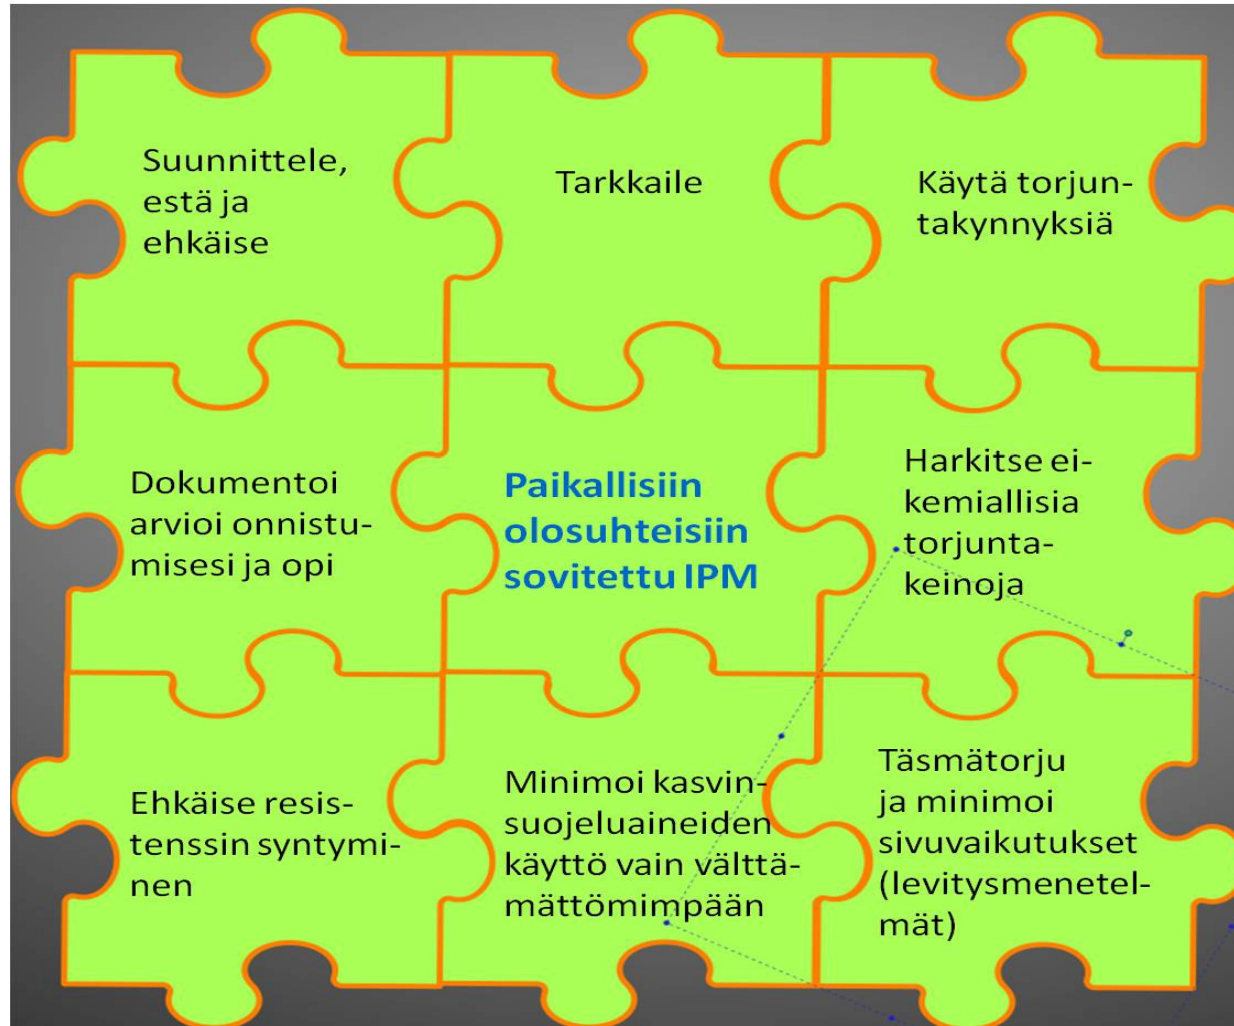 Suunnittele,
estä ja
ehkäise
Tarkkaile
Käytä torjun-
takynnyksiä
Dokumentoi
arvioi onnistu-
misesi ja opi
Paikallisiin
olosuhteisiin
sovitettu IPM
Harkitse ei-
kemiallisia
torjunta-
keinoja
Ehkäise resis-
tenssin syntymi-
nen
Minimoi kasvin-
suojeluaineiden
käyttö vain välttä-
mättömimpään
Täsmätorju
ja minimoi
sivuvaikutukset
(levitysmenetel-
mät)